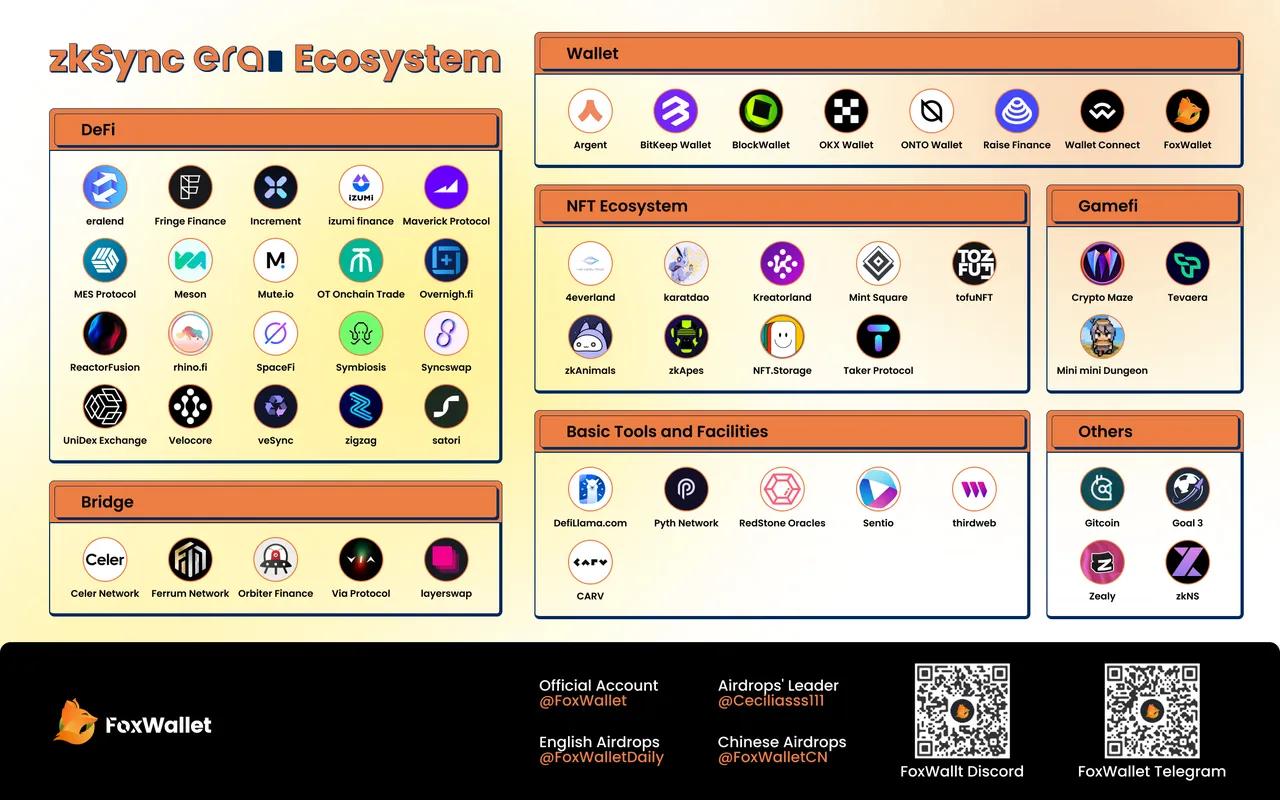 zkSync era Ecosystem
DeFi
eralend
Fringe Finance
Increment
iZUMi
izumi finance
Maverick Protocol
MES Protocol
Meson
M.
Mute.io
OT Onchain Trade
Overnigh.fi
ReactorFusion
rhino.fi
SpaceFi
Symbiosis
Syncswap
UniDex Exchange
Velocore
veSync
zigzag
satori
Bridge
Celer
Celer Network
Ferrum Network
Orbiter Finance
VIA
Via Protocol
layerswap
Wallet
Argent
BitKeep Wallet
BlockWallet
OKX Wallet
ONTO Wallet
Raise Finance
Wallet Connect
FoxWallet
NFT Ecosystem
4everland
karatdao
Kreatorland
Mint Square
TOZ
FUFT
tofuNFT
zkAnimals
zkApes
NFT.Storage
Taker Protocol
Gamefi
Crypto Maze
Tevaera
Mini mini Dungeon
Basic Tools and Facilities
DefiLlama.com
Pyth Network
RedStone Oracles
Sentio
thirdweb
CARV
CARV
Others
Gitcoin
Goal 3
Zealy
zkNS
FoxWallet
Official Account
@FoxWallet
Airdrops' Leader
@Ceciliasss111
English Airdrops
@FoxWalletDaily
Chinese Airdrops
@FoxWalletCN
FoxWallt Discord
FoxWallet Telegram